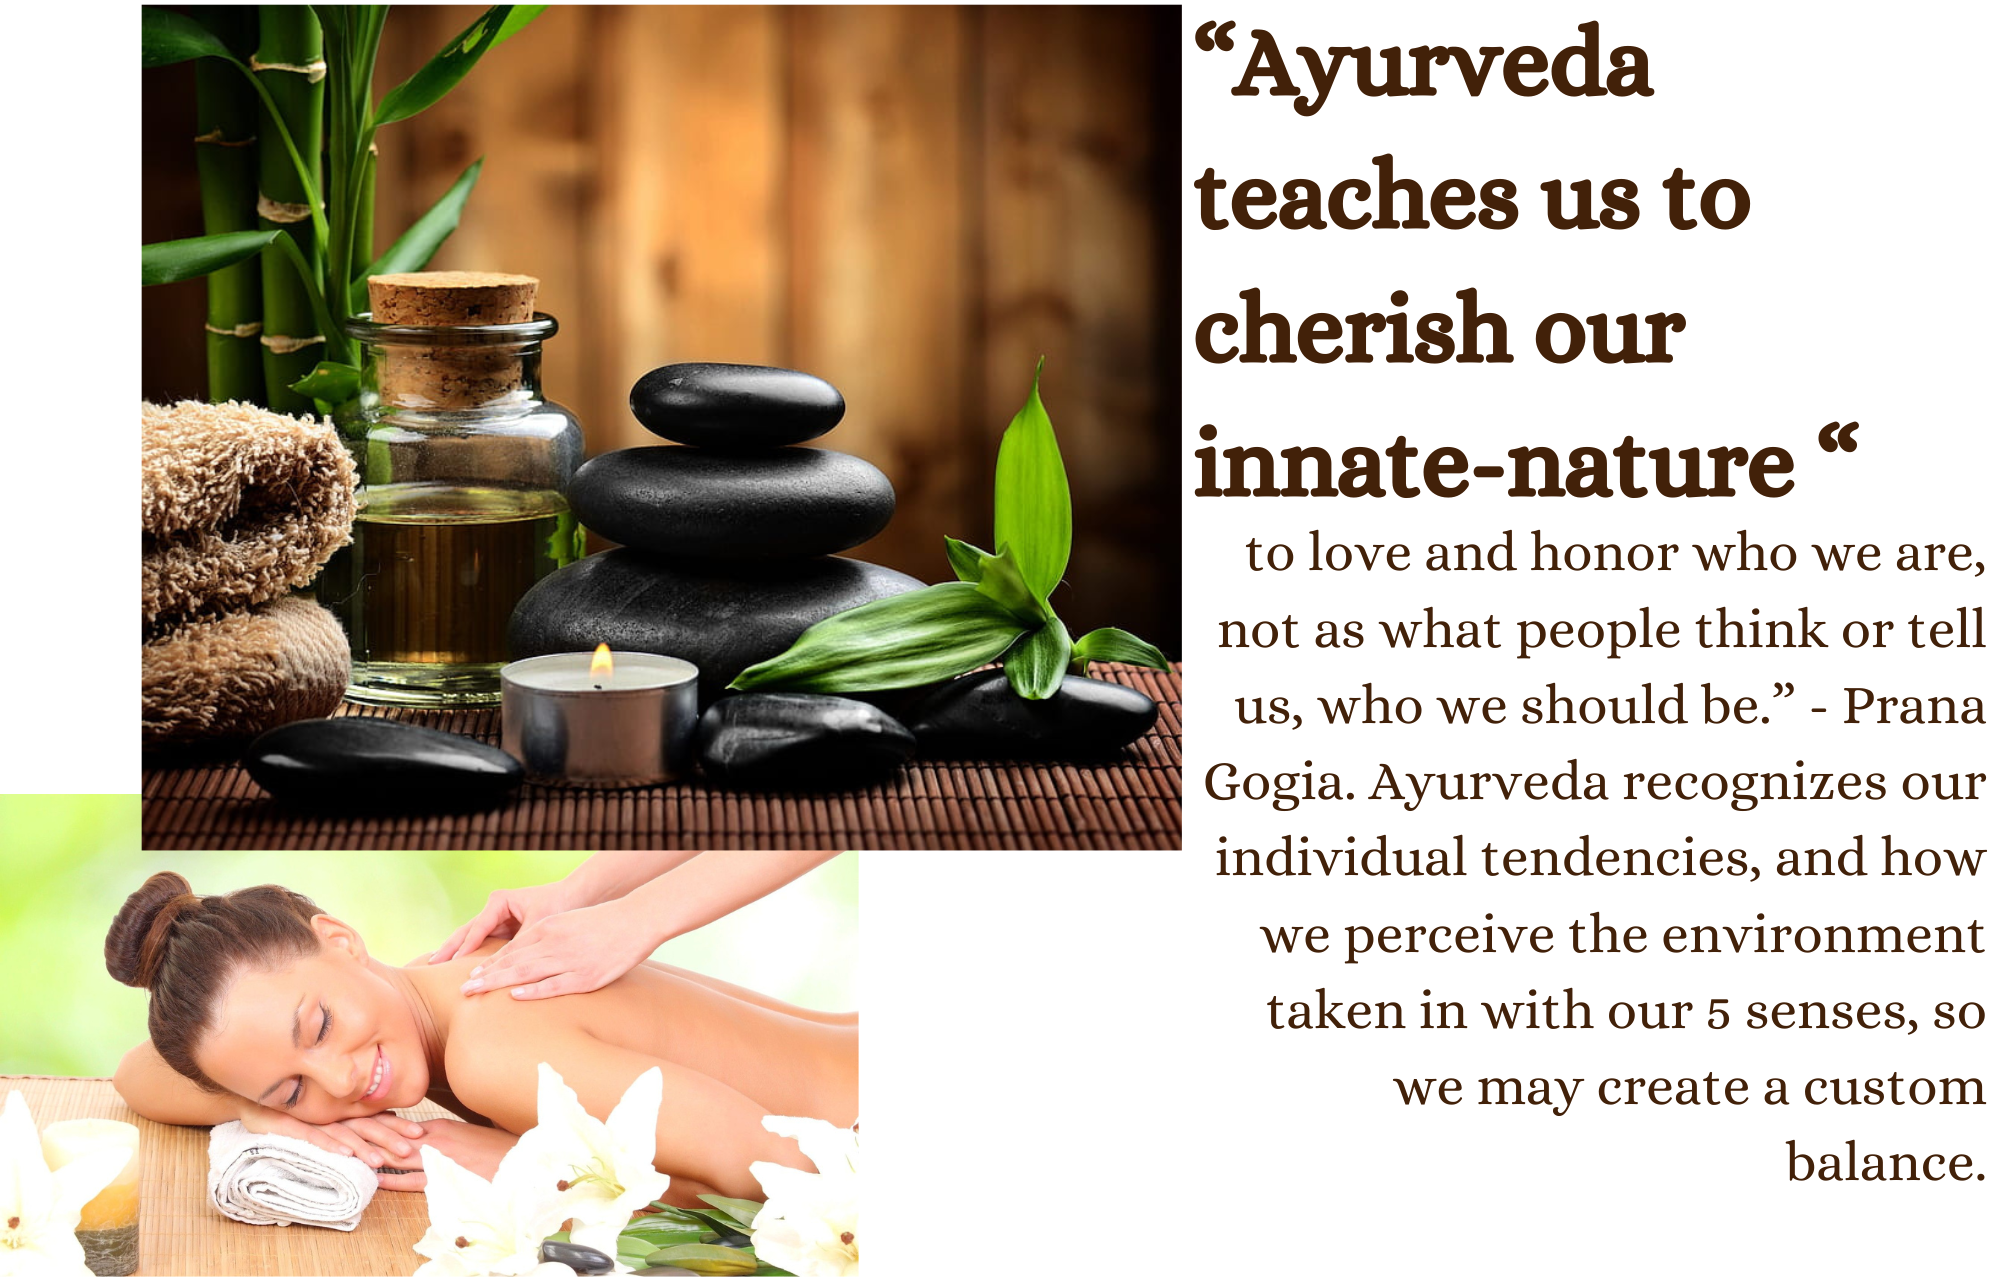 “Ayurveda
teaches us to
cherish our
innate-nature “
to love and honor who we are,
not as what people think or tell
us, who we should be.” - Prana
Gogia. Ayurveda recognizes our
individual tendencies, and how
we perceive the environment
taken in with our 5 senses, so
we may create a custom
balance.